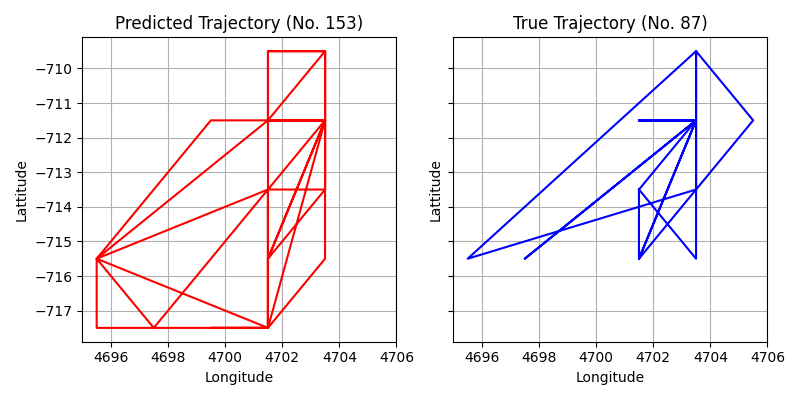 Predicted Trajectory (No. 153)
−710
−711
−712
−713
−714
−715
−716
−717
Lattitude
4696 4698 4700 4702 4704 4706
Longitude
True Trajectory (No. 87)
Lattitude
4696 4698 4700 4702 4704 4706
Longitude